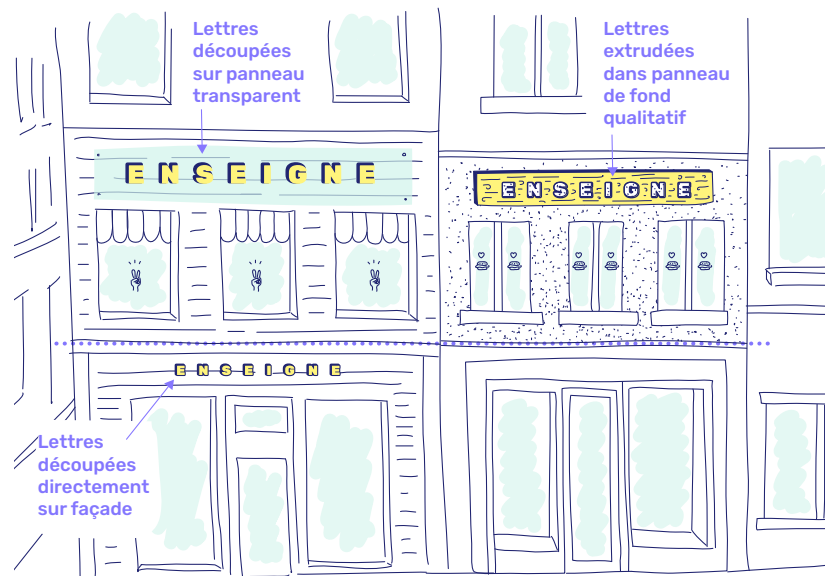 Lettres
découpées
sur panneau
transparent
Lettres
extrudées
dans panneau
de fond
qualitatif
ENSEIGNE
ENSEIGNE
ENSEIGNE
Lettres
découpées
directement
sur façade